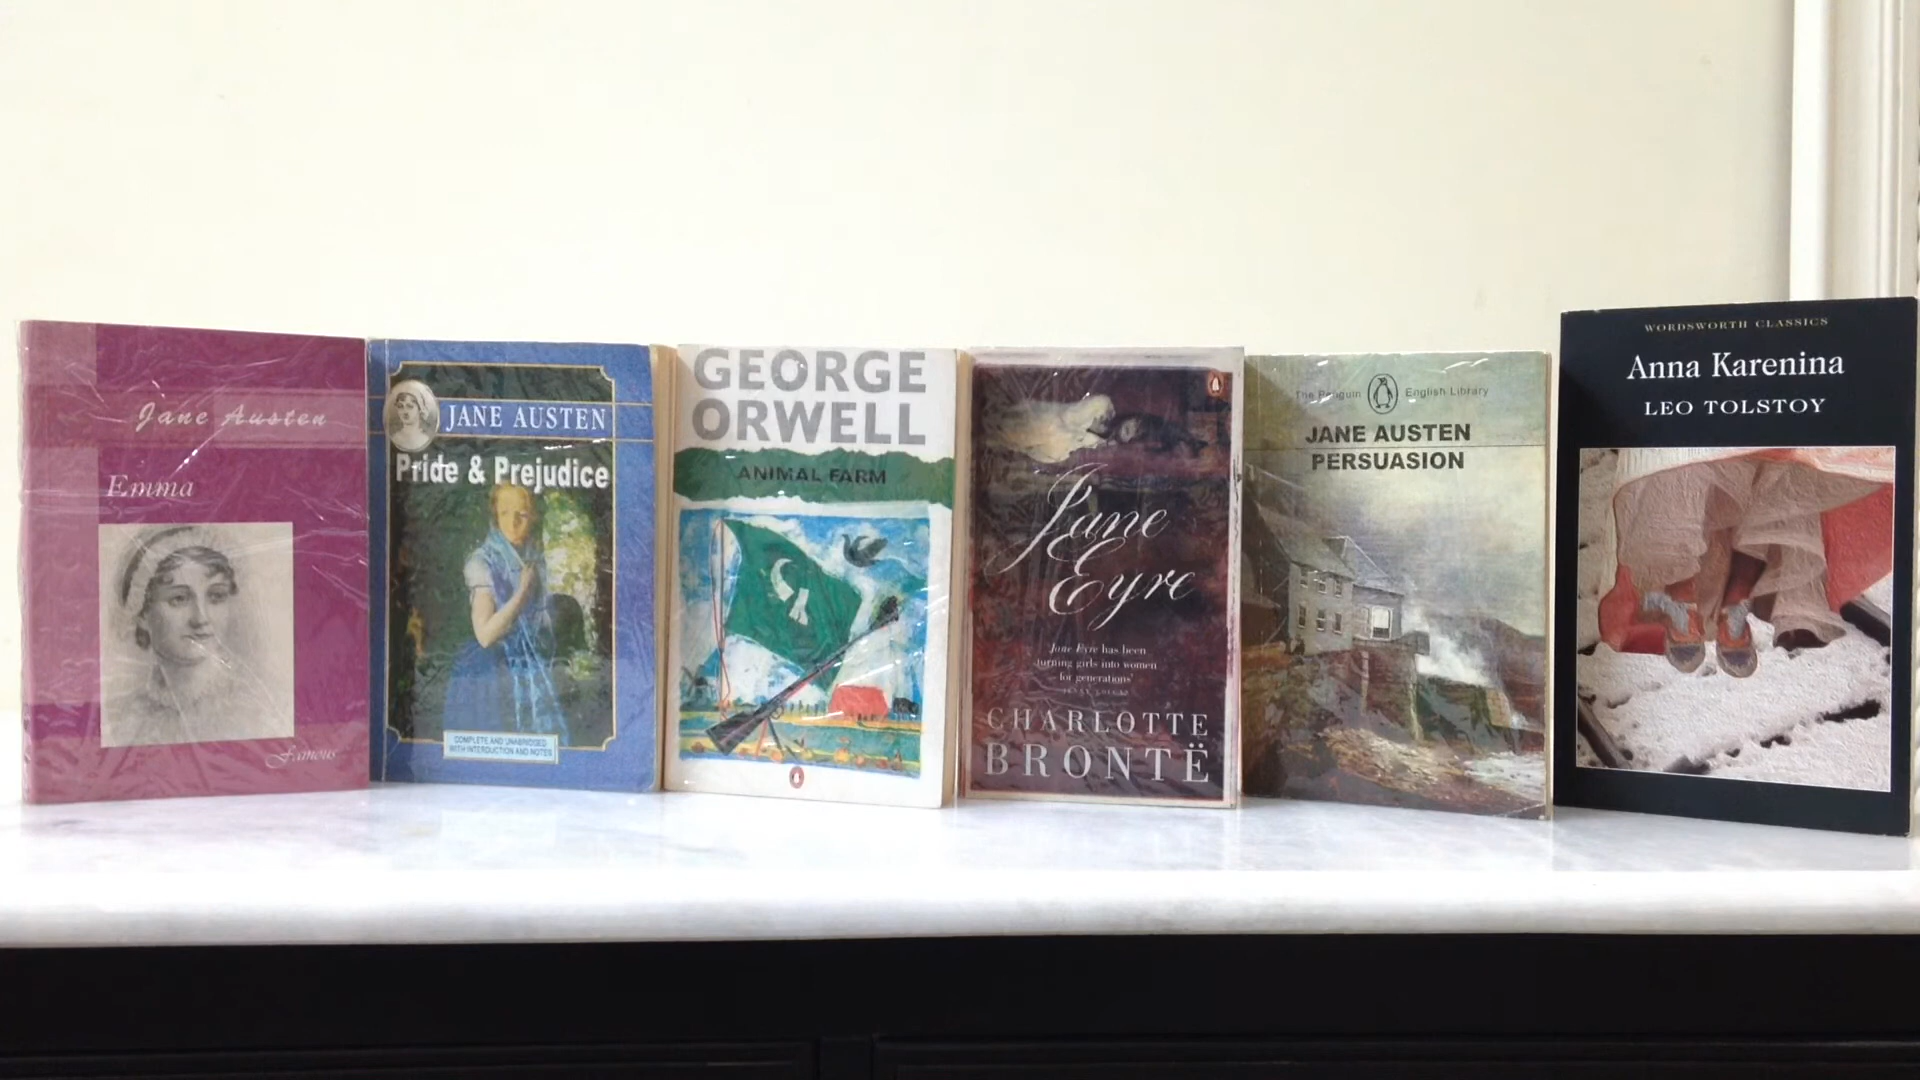 Jane Austen
Emma
Famous
JANE AUSTEN
Pride & Prejudice
COMPLETE AND UNABRIDGED
WITH INTERDUCTION AND NOTES
GEORGE
ORWELL
ANIMAL FARM
Jane
Eyre
Jane Eyre has been
turning girls into women
for generations'
CHARLOTTE
BRONTË
The Penguin English Library
JANE AUSTEN
PERSUASION
WORDSWORTH CLASSICS
Anna Karenina
LEO TOLSTOY